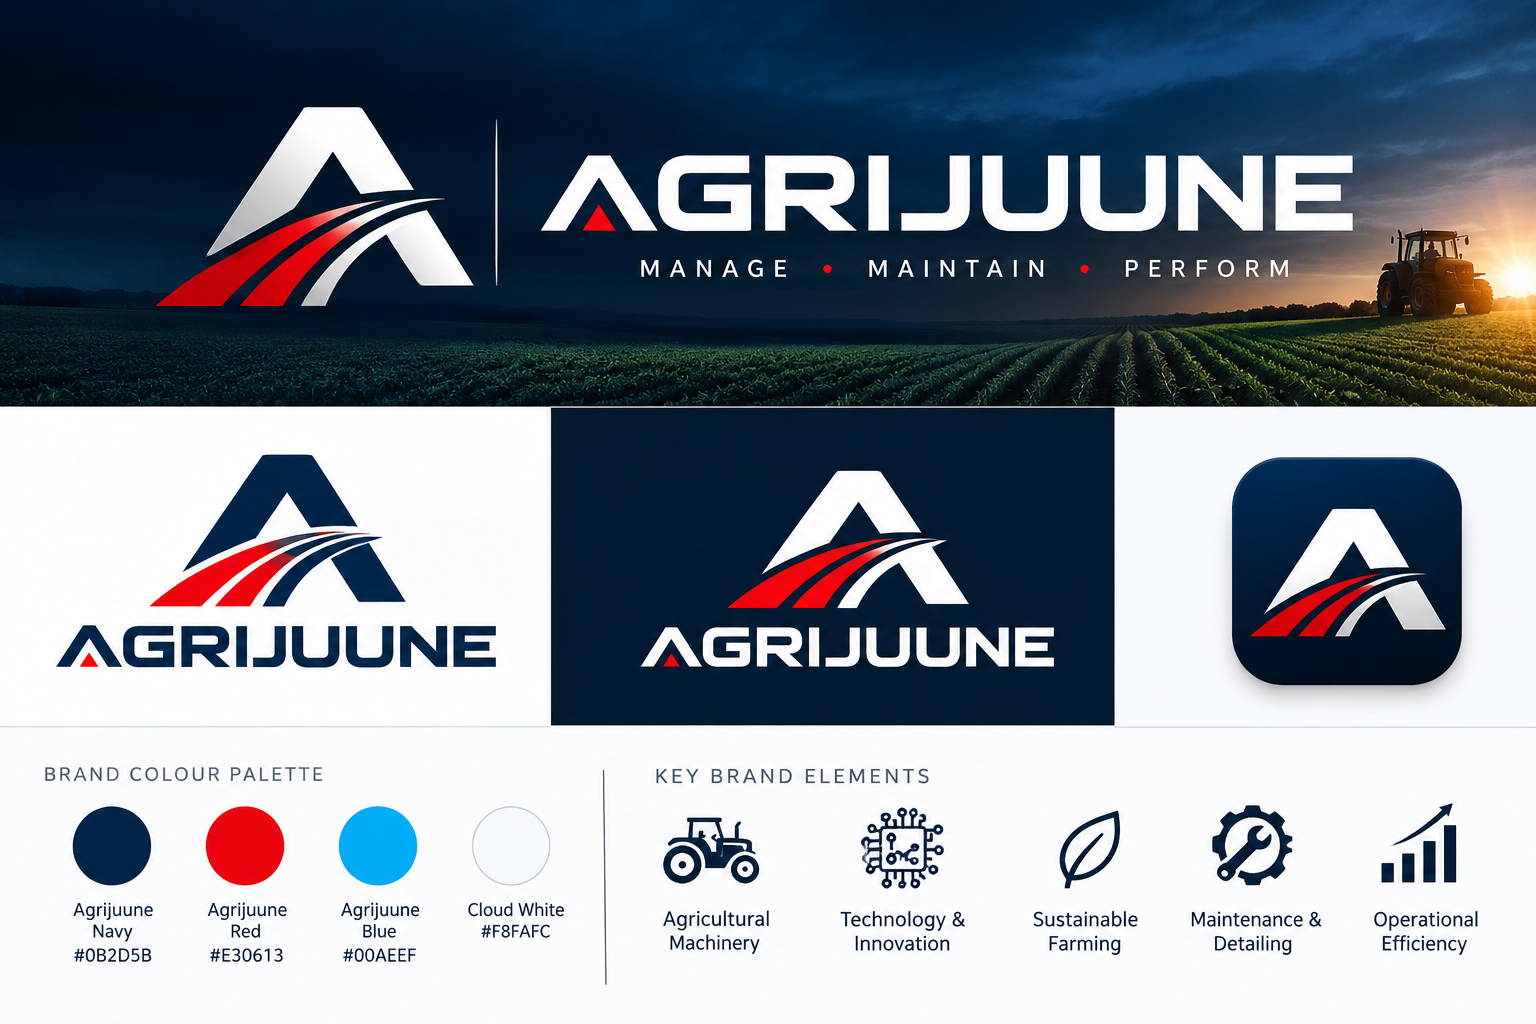 AGRIJUUNE
MANAGE • MAINTAIN • PERFORM
AGRIJUUNE
AGRIJUUNE
BRAND COLOUR PALETTE
Agrijuune
Navy
#0B2D5B
Agrijuune
Red
#E30613
Agrijuune
Blue
#00AEEF
Cloud White
#F8FAFC
KEY BRAND ELEMENTS
Agricultural
Machinery
Technology &
Innovation
Sustainable
Farming
Maintenance &
Detailing
Operational
Efficiency